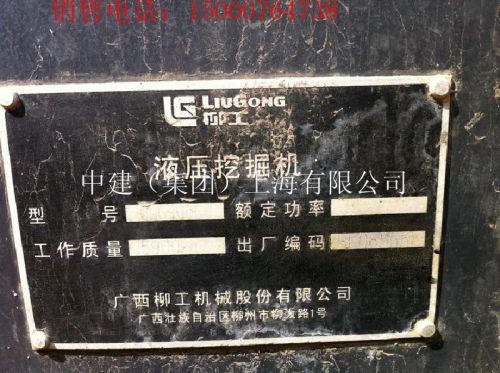 销售电话：15000764738
LG LIUGONG
柳工
液压挖掘机
中建（集团）上海有限公司
型 号 额定功率
工作质量 出厂编码
广西柳工机械股份有限公司
广西壮族自治区柳州市柳太路1号